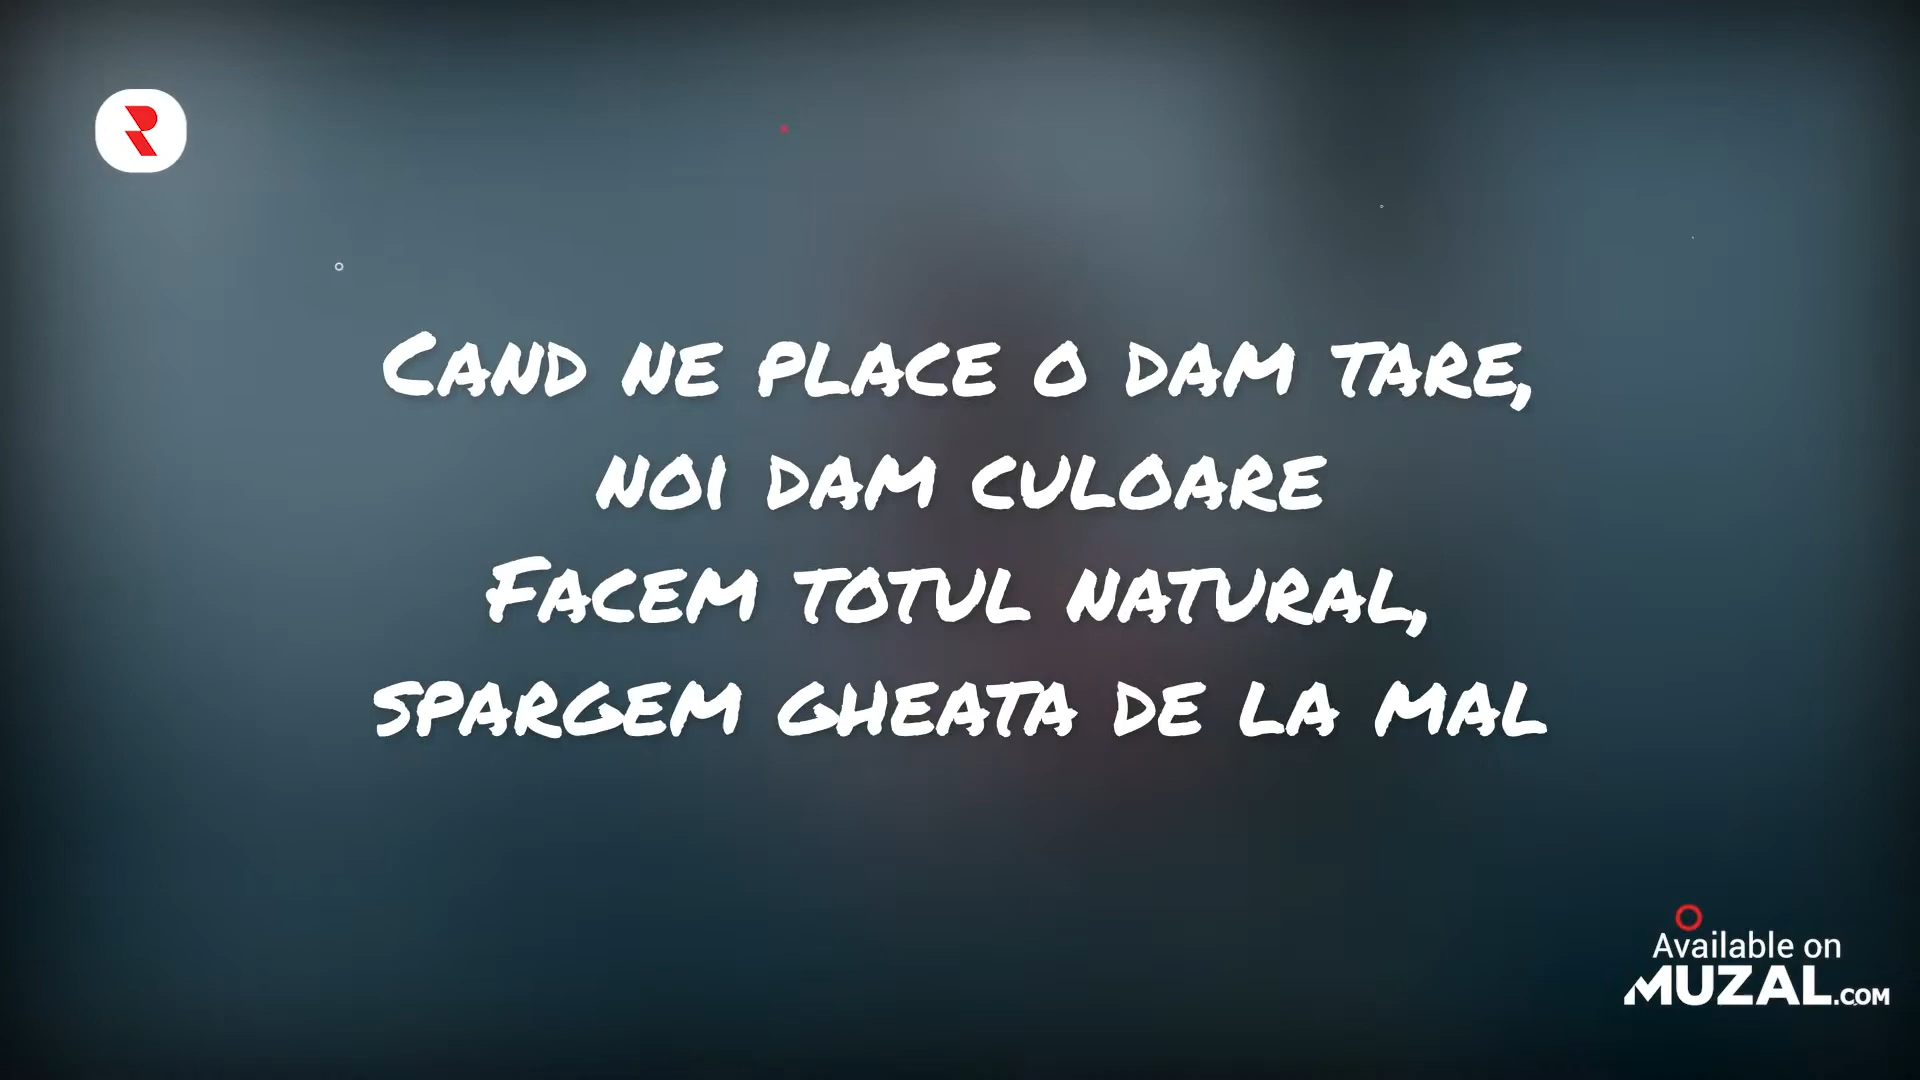 R
Cand ne place o dam tare,
noi dam culoare
Facem totul natural,
spargem gheata de la mal
Available on
MUZAL.COM